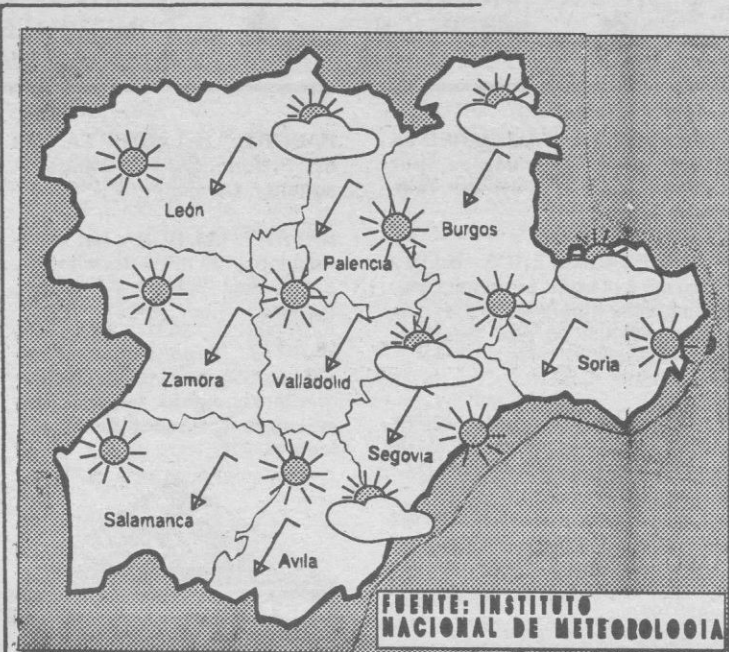 León
Burgos
Palencia
Zamora
Valladolid
Soria
Segovia
Salamanca
Avila
FUENTE: INSTITUTO
NACIONAL DE METEOROLOGIA